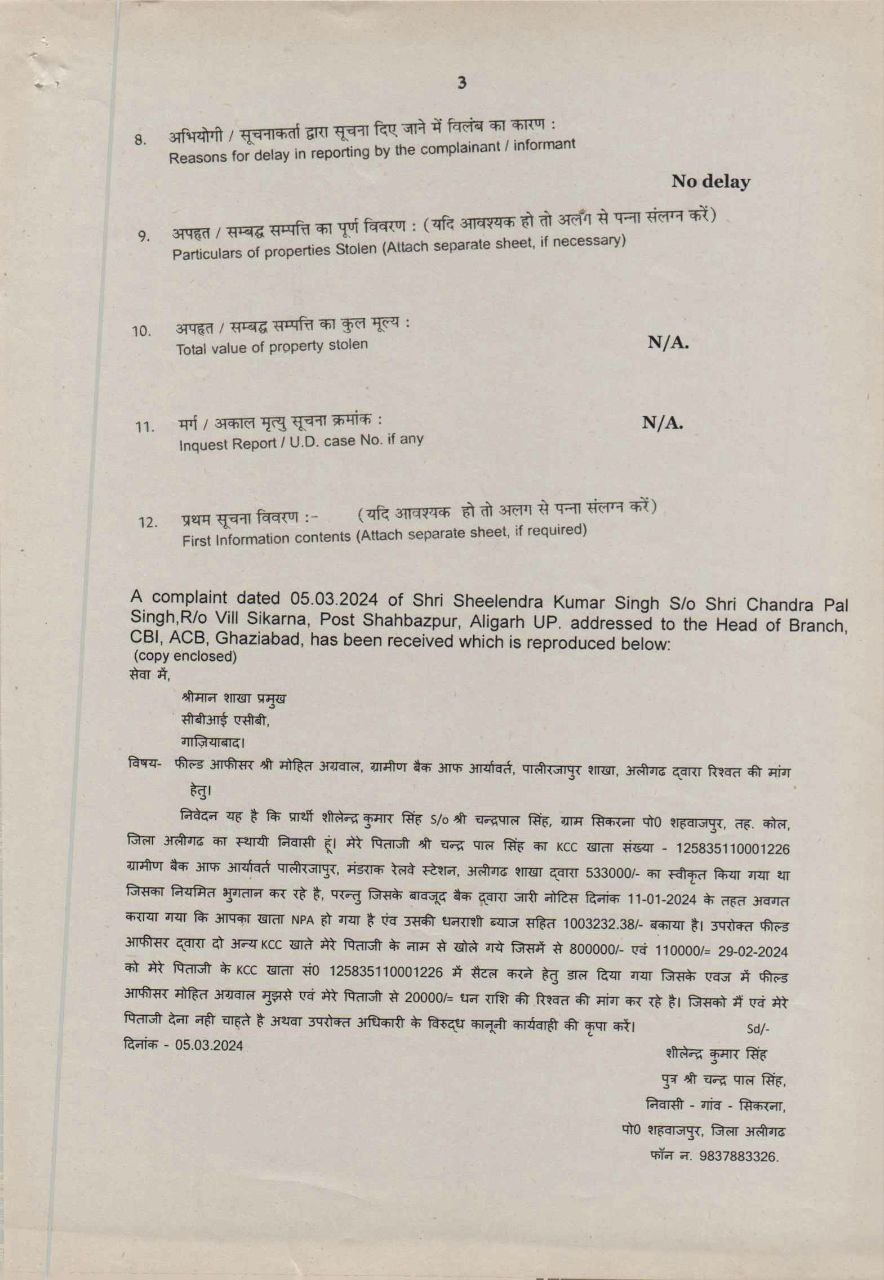 3
8. अभियोगी / सूचनाकर्ता द्वारा सूचना दिए जाने में विलंब का कारण :
Reasons for delay in reporting by the complainant / informant
No delay
9. अपहृत / सम्बद्ध सम्पत्ति का पूर्ण विवरण : (यदि आवश्यक हो तो अलग से पन्ना संलग्न करें)
Particulars of properties Stolen (Attach separate sheet, if necessary)
10. अपहृत / सम्बद्ध सम्पत्ति का कुल मूल्य :
Total value of property stolen
N/A.
11. मर्ग / अकाल मृत्यु सूचना क्रमांक :
Inquest Report / U.D. case No. if any
N/A.
12. प्रथम सूचना विवरण :- (यदि आवश्यक हो तो अलग से पन्ना संलग्न करें)
First Information contents (Attach separate sheet, if required)
A complaint dated 05.03.2024 of Shri Sheelendra Kumar Singh S/o Shri Chandra Pal
Singh,R/o Vill Sikarna, Post Shahbazpur, Aligarh UP. addressed to the Head of Branch,
CBI, ACB, Ghaziabad, has been received which is reproduced below:
(copy enclosed)
सेवा में,
श्रीमान शाखा प्रमुख
सीबीआई एसीबी,
गाज़ियाबाद।
विषय- फील्ड आफीसर श्री मोहित अग्रवाल, ग्रामीण बैक आफ आर्यावर्त, पालीरजापुर शाखा, अलीगढ द्वारा रिश्वत की मांग
हेतु।
निवेदन यह है कि प्रार्थी शीलेन्द्र कुमार सिंह S/o श्री चन्द्रपाल सिंह, ग्राम सिकरना पो0 शहवाजपुर, तह. कोल,
जिला अलीगढ का स्थायी निवासी हूं। मेरे पिताजी श्री चन्द्र पाल सिंह का KCC खाता संख्या - 125835110001226
ग्रामीण बैक आफ आर्यावर्त पालीरजापुर, मंडराक रेलवे स्टेशन, अलीगढ शाखा द्वारा 533000/- का स्वीकृत किया गया था
जिसका नियमित भुगतान कर रहे है, परन्तु जिसके बावजूद बैक द्वारा जारी नोटिस दिनांक 11-01-2024 के तहत अवगत
कराया गया कि आपका खाता NPA हो गया है एंव उसकी धनराशी ब्याज सहित 1003232.38/- बकाया है। उपरोक्त फील्ड
आफीसर द्वारा दो अन्य KCC खाते मेरे पिताजी के नाम से खोले गये जिसमें से 800000/- एवं 110000/= 29-02-2024
को मेरे पिताजी के KCC खाता सं0 125835110001226 में सैटल करने हेतु डाल दिया गया जिसके एवज में फील्ड
आफीसर मोहित अग्रवाल मुझसे एवं मेरे पिताजी से 20000/= धन राशि की रिश्वत की मांग कर रहे है। जिसको मैं एवं मेरे
पिताजी देना नही चाहते है अथवा उपरोक्त अधिकारी के विरुद्ध कानूनी कार्यवाही की कृपा करें।
Sd/-
दिनांक - 05.03.2024
शीलेन्द्र कुमार सिंह
पुत्र श्री चन्द्र पाल सिंह,
निवासी - गांव - सिकरना,
पो0 शहवाजपुर, जिला अलीगढ
फॉन न. 9837883326.